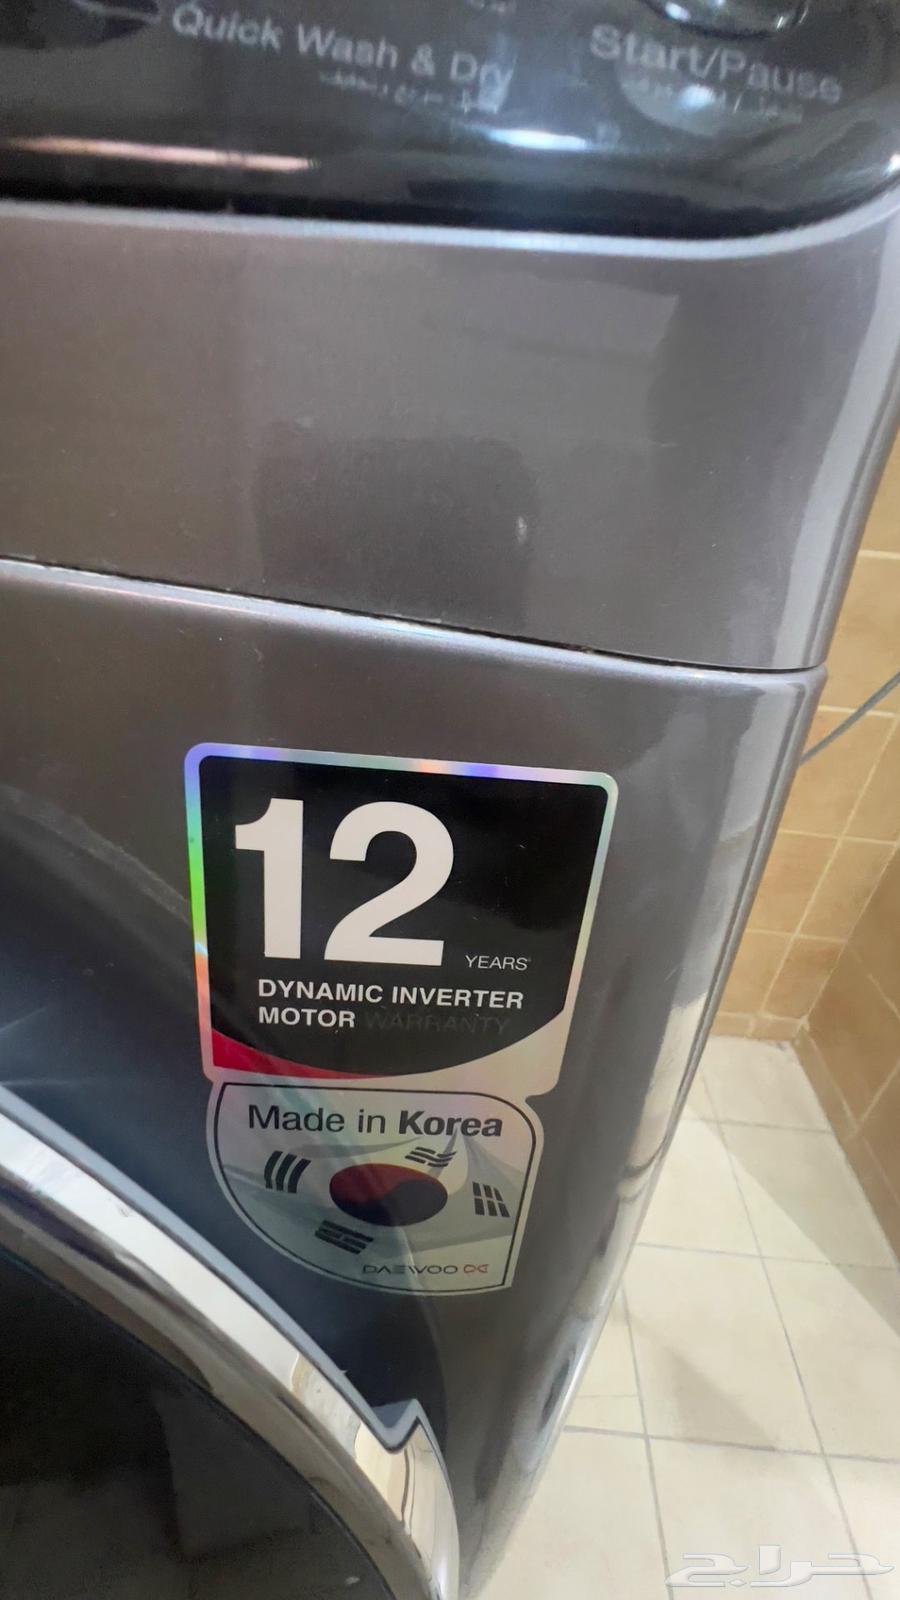 Quick Wash & Dry
Start/Pause
12
YEARS
DYNAMIC INVERTER
MOTOR WARRANTY
Made in Korea
DAEWOO
حراج